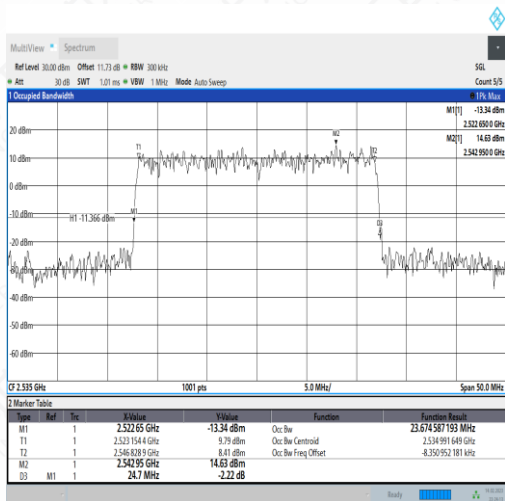 MultiView Spectrum
Ref Level 30.00 dBm Offset 11.73 dB RBW 300 kHz SGL
Att 30 dB SWT 1.01 ms VBW 1 MHz Mode Auto Sweep Count 5/5
1 Occupied Bandwidth 1Pk Max
M1[1] -13.34 dBm
2.522 650 0 GHz
M2[1] 14.63 dBm
2.542 950 0 GHz
20 dBm
M2
T1
T2
10 dBm
0 dBm
-10 dBm
M1
H1 -11.366 dBm
D3
-20 dBm
-30 dBm
-40 dBm
-50 dBm
-60 dBm
CF 2.535 GHz 1001 pts 5.0 MHz/ Span 50.0 MHz
2 Marker Table
Type Ref Trc X-Value Y-Value Function Function Result
M1 1 2.522 65 GHz -13.34 dBm Occ Bw 23.674 587 193 MHz
T1 1 2.523 154 4 GHz 9.79 dBm Occ Bw Centroid 2.534 991 649 GHz
T2 1 2.546 828 9 GHz 8.41 dBm Occ Bw Freq Offset -8.350 952 181 kHz
M2 1 2.542 95 GHz 14.63 dBm
D3 M1 1 24.7 MHz -2.22 dB
Ready